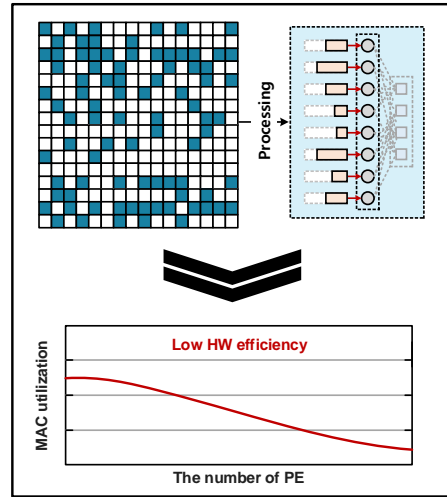 Processing
Low HW efficiency
MAC utilization
The number of PE